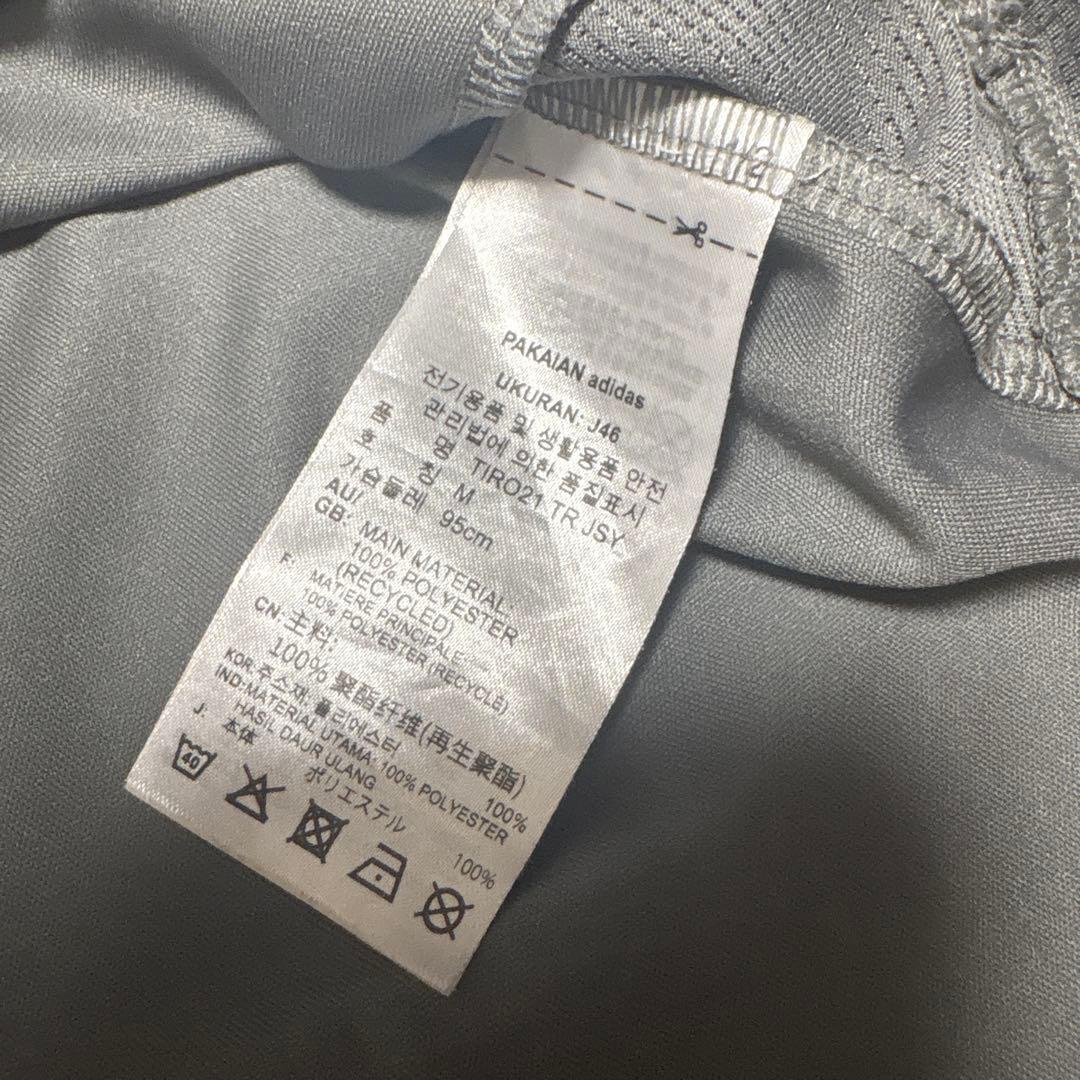 PAKAIAN adidas
UKURAN: J46
전기용품 및 생활용품 안전
관리법에 의한 품질표시
품 명 TIRO21 TR JSY
호 칭 M
가슴둘레 95cm
AU/
GB: MAIN MATERIAL:
100% POLYESTER
(RECYCLED)
F: MATIERE PRINCIPALE:
100% POLYESTER (RECYCLÉ)
CN: 主料:
100% 聚酯纤维(再生聚酯)
KOR: 주소재: 폴리에스터 100%
IND:MATERIAL UTAMA: 100% POLYESTER
HASIL DAUR ULANG
J: 本体
ポリエステル 100%
40